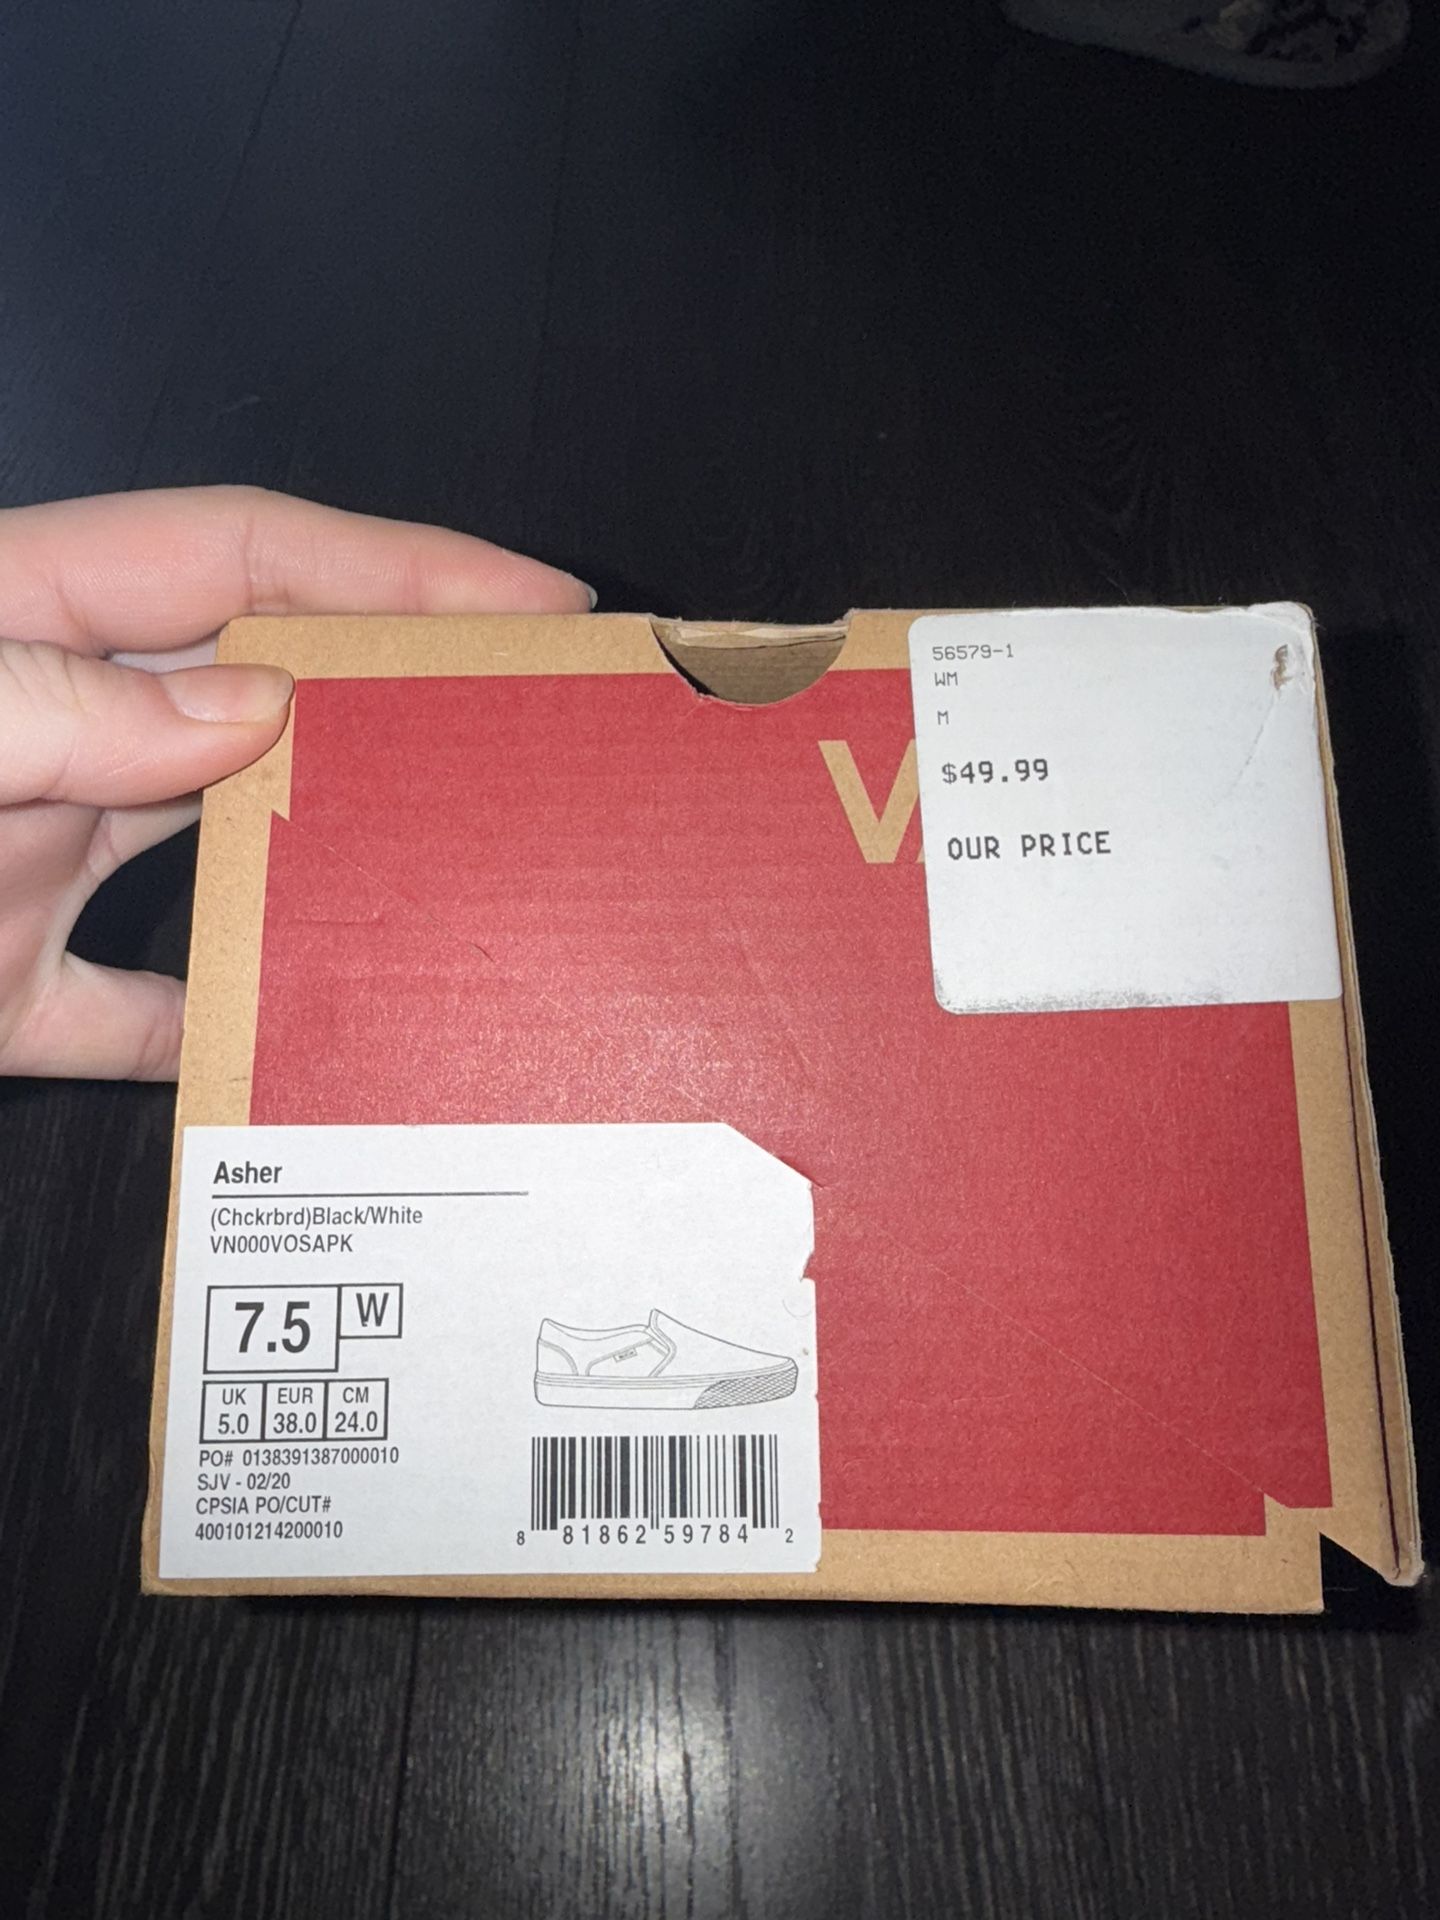 56579-1
WM
M
$49.99
OUR PRICE
V
Asher
(Chckrbrd)Black/White
VN000VOSAPK
7.5 W
UK EUR CM
5.0 38.0 24.0
PO# 0138391387000010
SJV - 02/20
CPSIA PO/CUT#
400101214200010
8 81862 59784 2